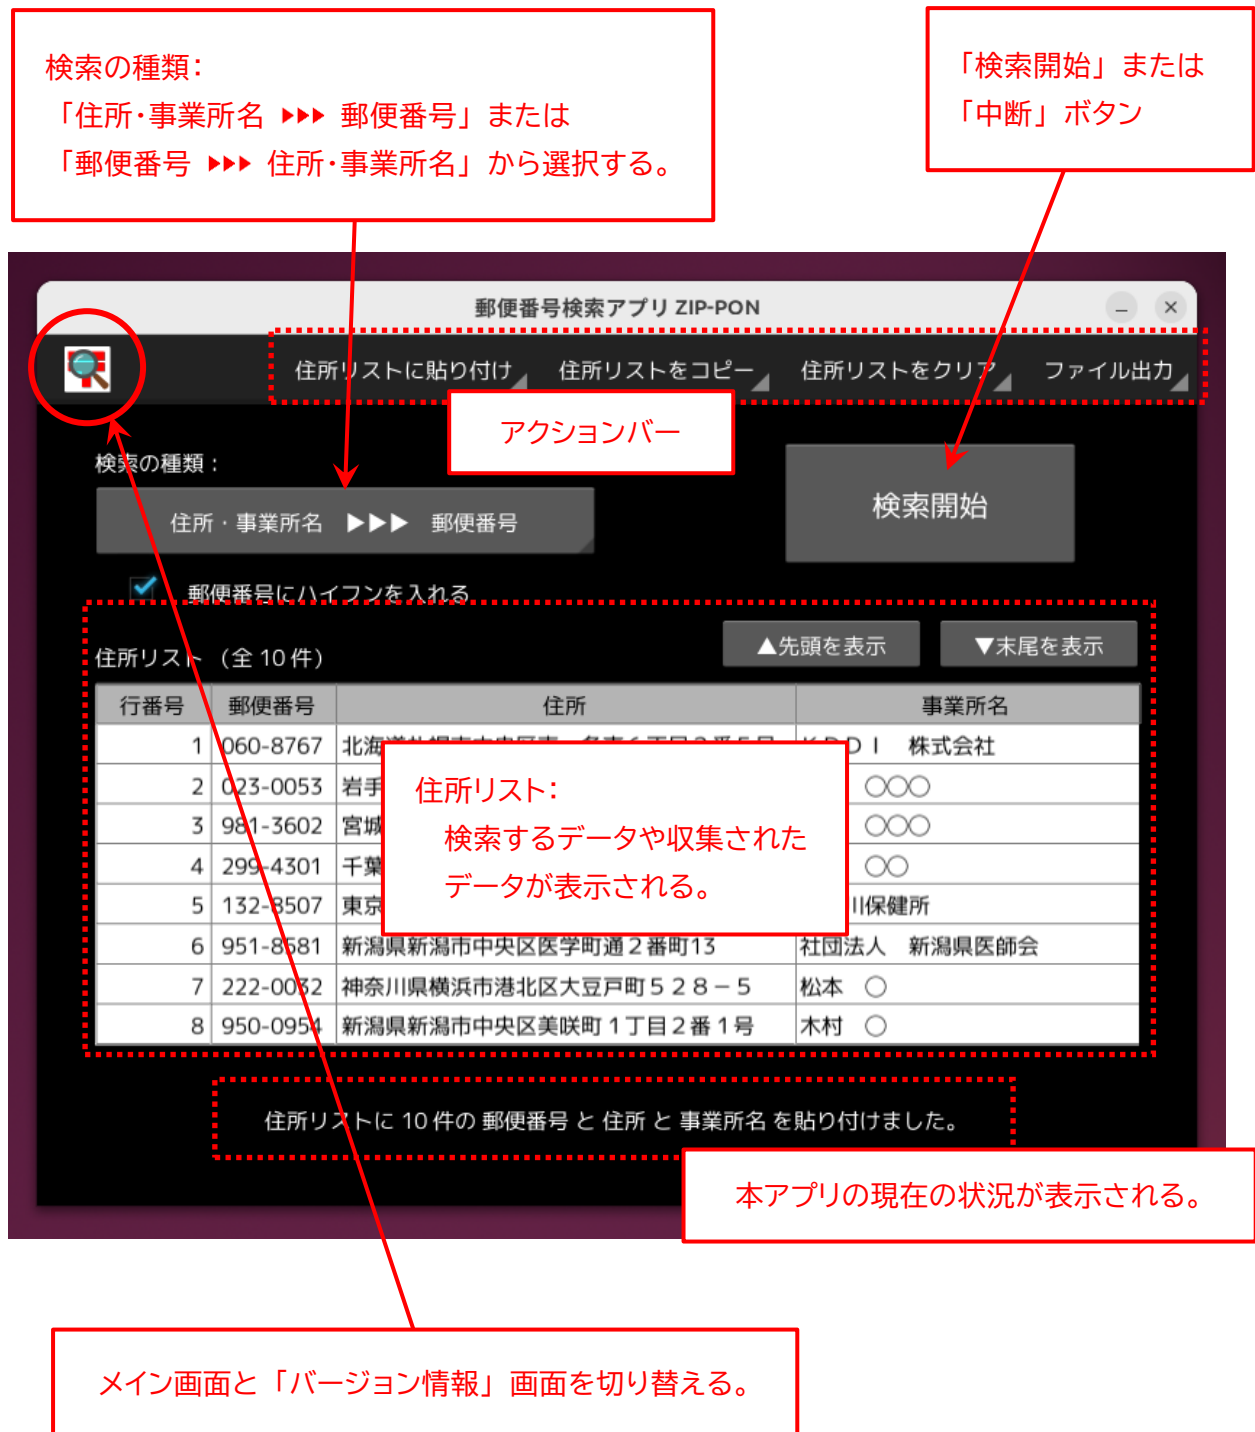 検索の種類：
「住所・事業所名 ▶▶▶ 郵便番号」または
「郵便番号 ▶▶▶ 住所・事業所名」から選択する。
「検索開始」または
「中断」ボタン
郵便番号検索アプリ ZIP-PON
住所リストに貼り付け 住所リストをコピー 住所リストをクリア ファイル出力
アクションバー
検索の種類：
住所・事業所名 ▶▶▶ 郵便番号
検索開始
郵便番号にハイフンを入れる
住所リスト （全 10 件）
▲先頭を表示 ▼末尾を表示
行番号 郵便番号 住所 事業所名
1 060-8767 北海 ＫＤＤＩ 株式会社
2 023-0053 岩手 〇〇〇
3 981-3602 宮城 〇〇〇
4 299-4301 千葉 〇〇
5 132-8507 東京 川保健所
6 951-8581 新潟県新潟市中央区医学町通２番町13 社団法人 新潟県医師会
7 222-0032 神奈川県横浜市港北区大豆戸町５２８－５ 松本 〇
8 950-0954 新潟県新潟市中央区美咲町１丁目２番１号 木村 〇
住所リスト：
検索するデータや収集された
データが表示される。
住所リストに 10 件の 郵便番号 と 住所 と 事業所名 を貼り付けました。
本アプリの現在の状況が表示される。
メイン画面と「バージョン情報」画面を切り替える。